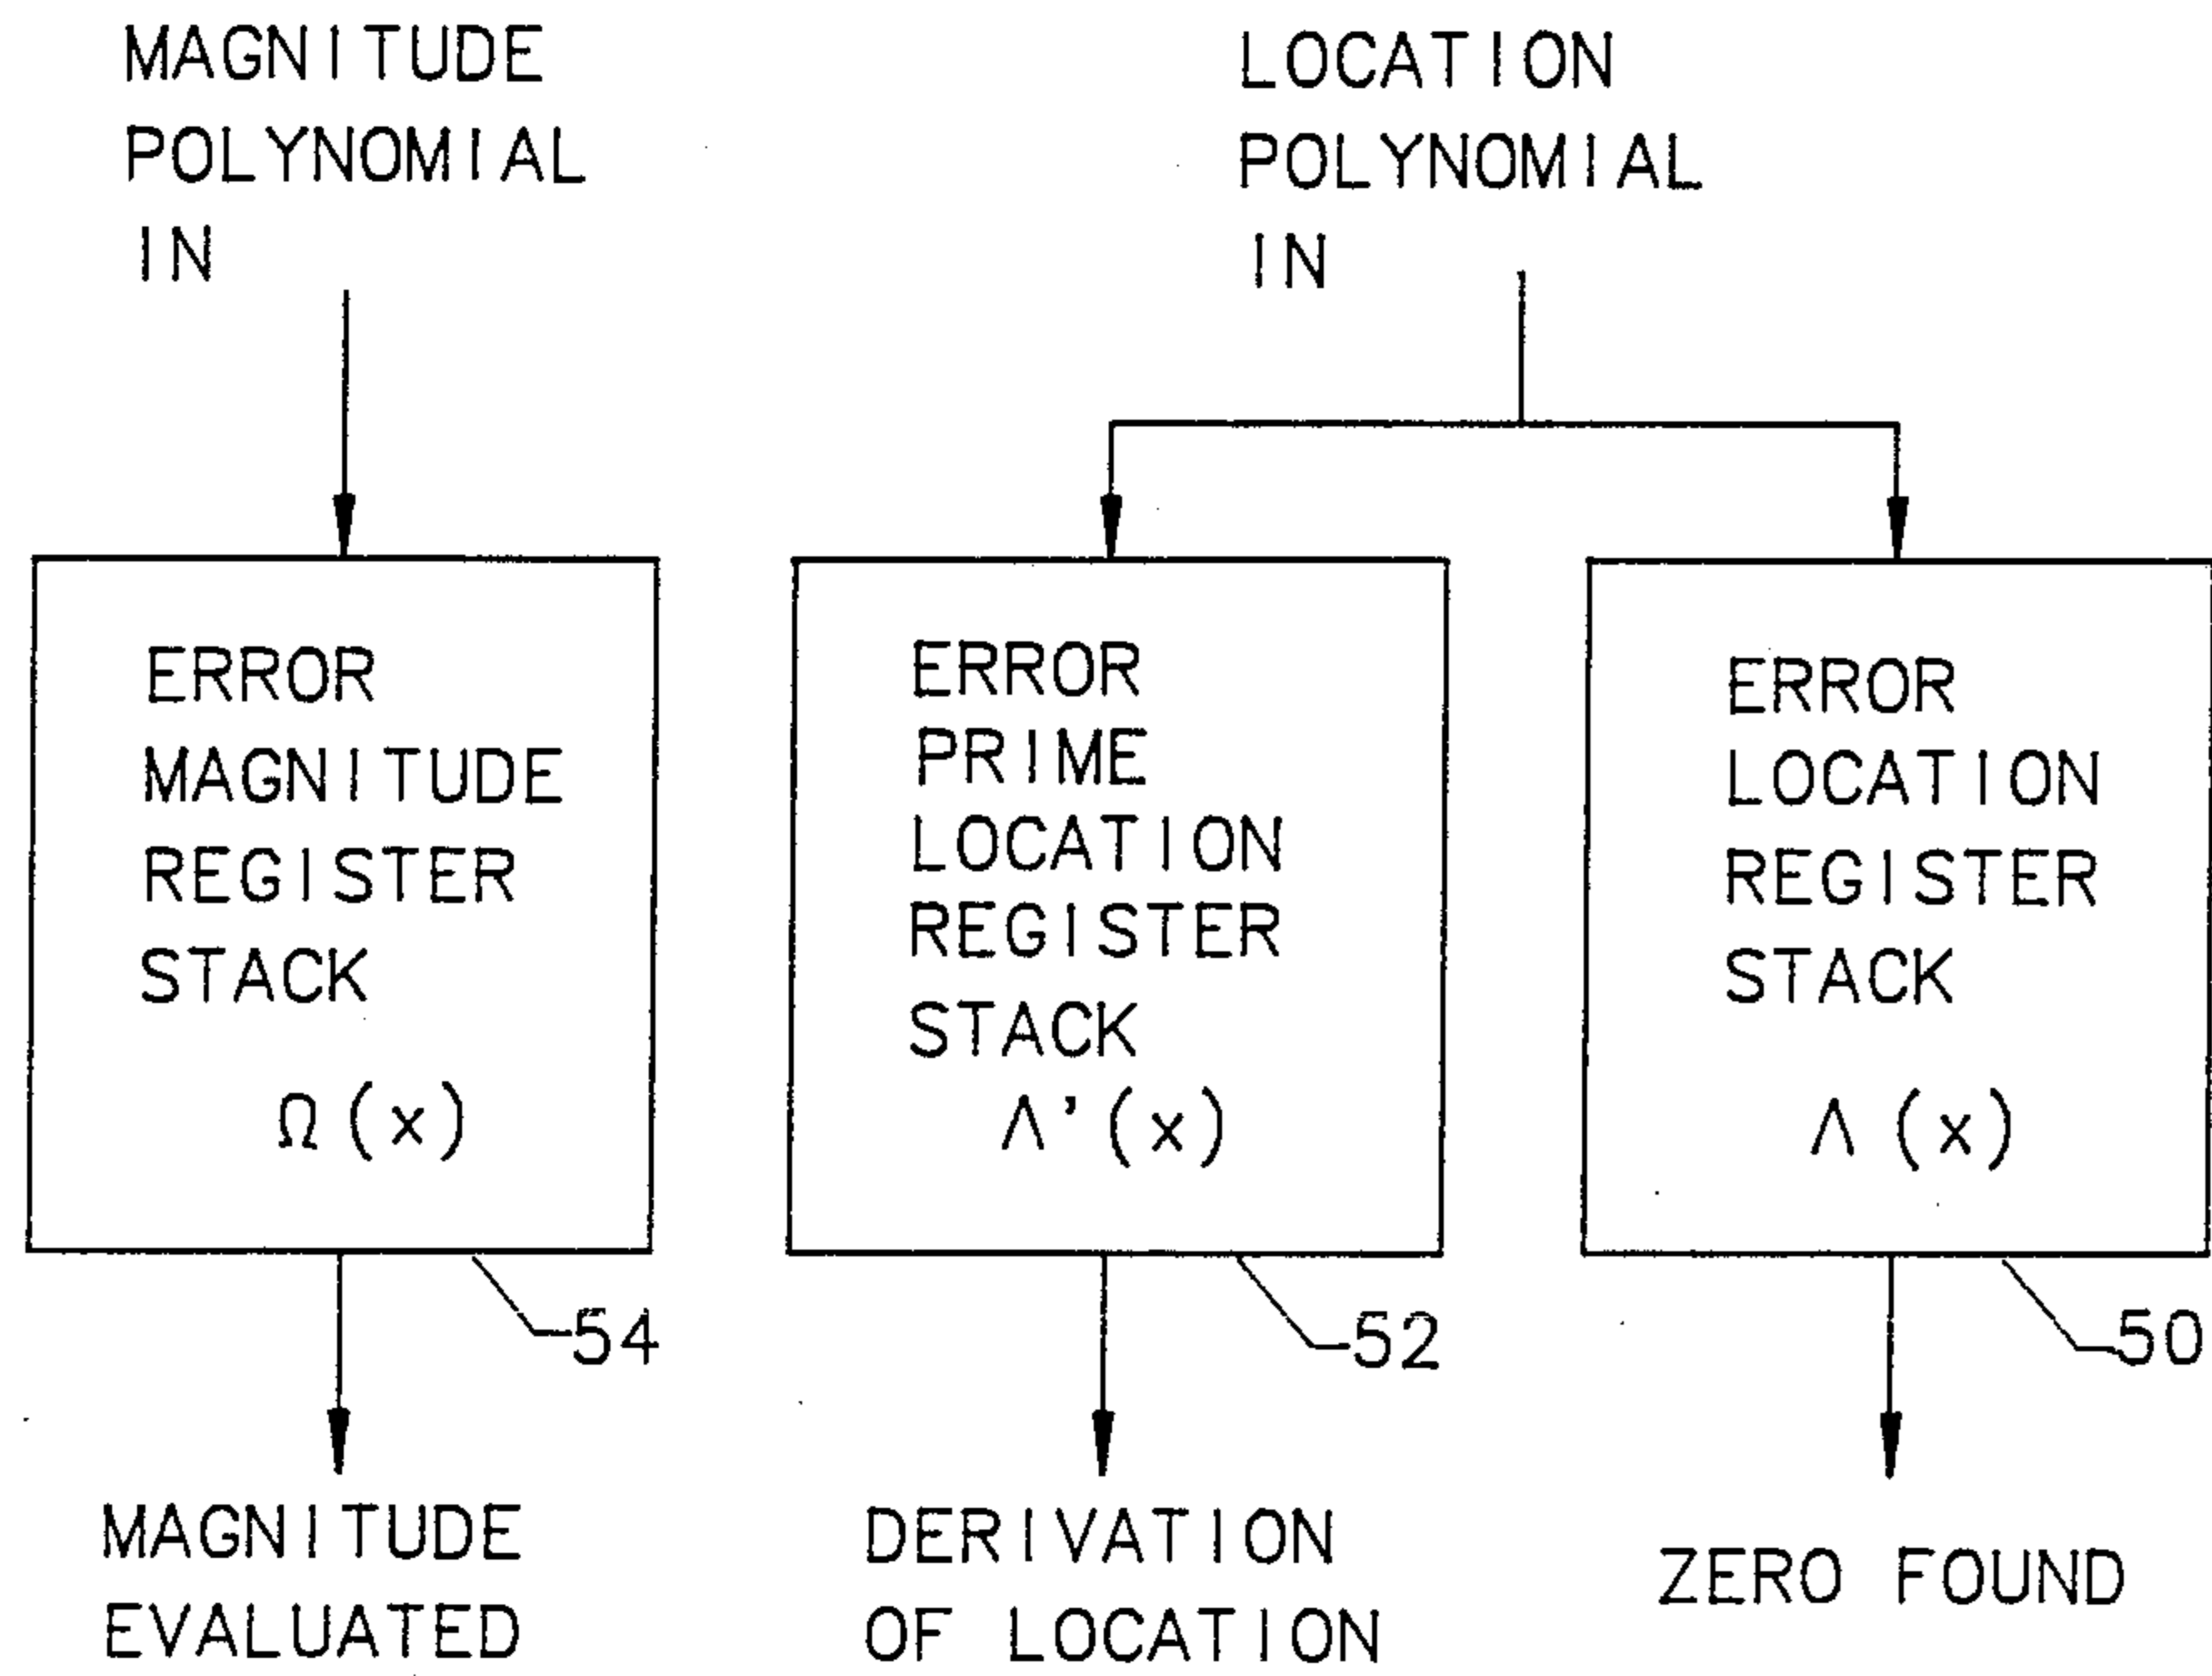 MAGNITUDE
POLYNOMIAL
IN
LOCATION
POLYNOMIAL
IN
ERROR
MAGNITUDE
REGISTER
STACK
Ω(x)
ERROR
PRIME
LOCATION
REGISTER
STACK
Λ'(x)
ERROR
LOCATION
REGISTER
STACK
Λ(x)
54
52
50
MAGNITUDE
EVALUATED
DERIVATION
OF LOCATION
ZERO FOUND